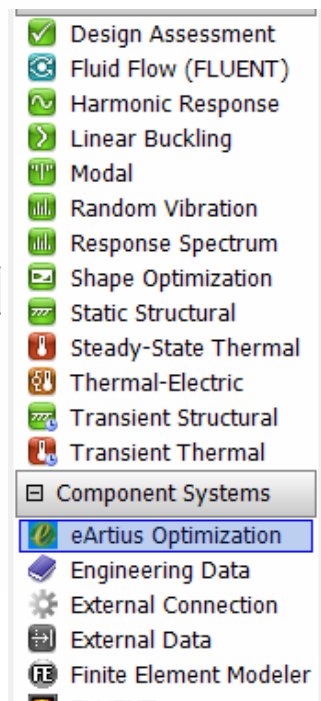 Design Assessment
Fluid Flow (FLUENT)
Harmonic Response
Linear Buckling
Modal
Random Vibration
Response Spectrum
Shape Optimization
Static Structural
Steady-State Thermal
Thermal-Electric
Transient Structural
Transient Thermal
Component Systems
eArtius Optimization
Engineering Data
External Connection
External Data
FE Finite Element Modeler